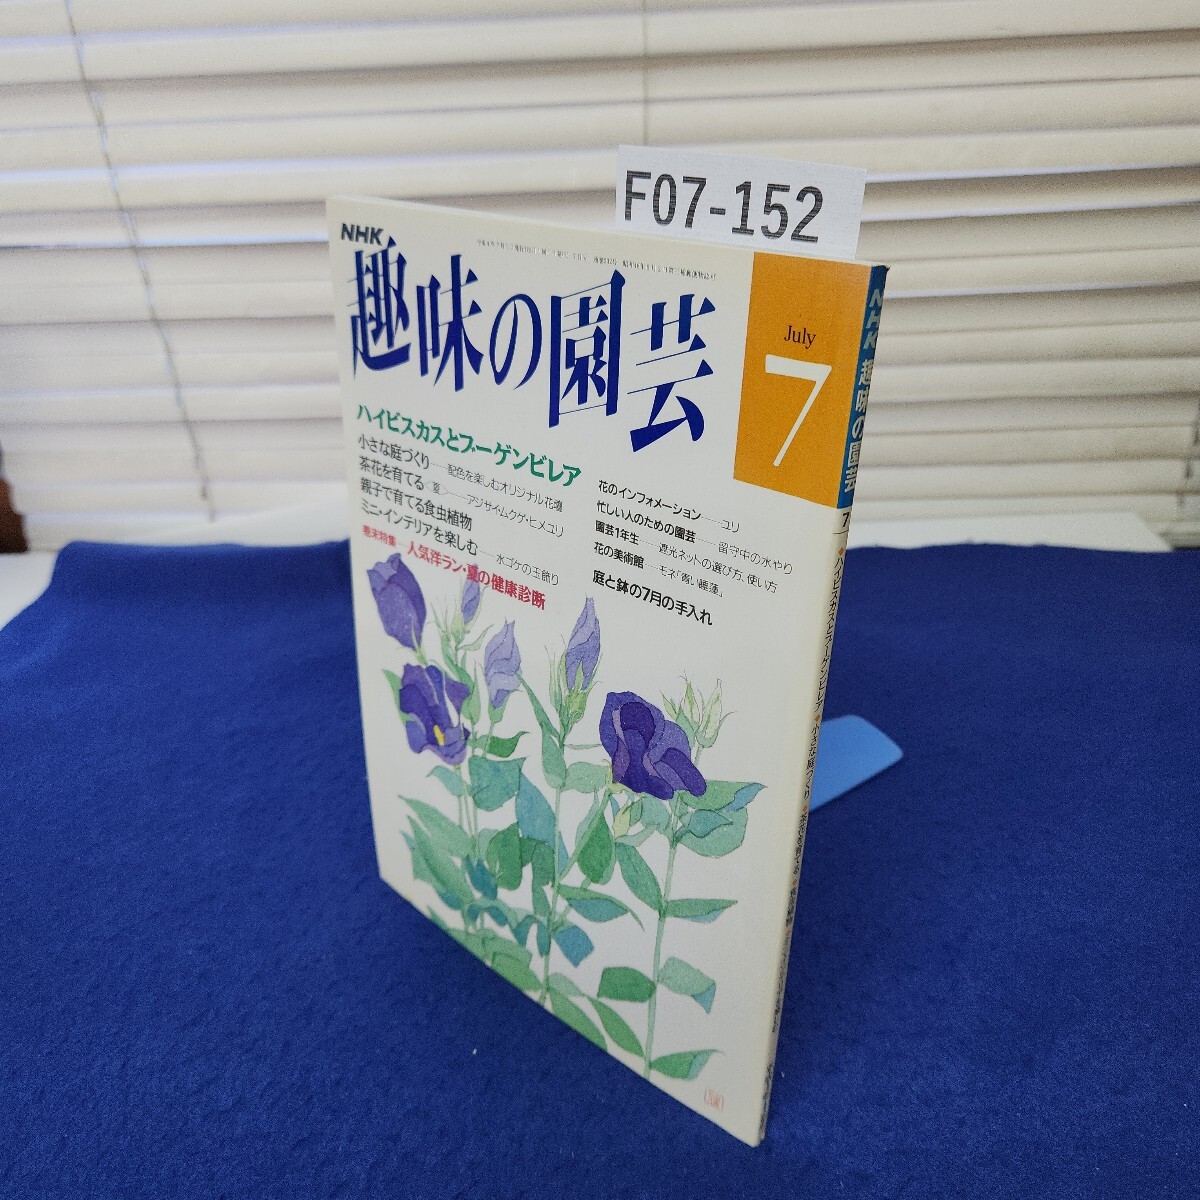 F07-152
NHK
趣味の園芸
July
7
ハイビスカスとブーゲンビレア
小さな庭づくり——配色を楽しむオリジナル花壇
茶花を育てる〈夏〉——アジサイ・ムクゲ・ヒメユリ
親子で育てる食虫植物
ミニ・インテリアを楽しむ——水ゴケの玉飾り
巻末特集——人気洋ラン・夏の健康診断
花のインフォメーション——ユリ
忙しい人のための園芸——留守中の水やり
園芸1年生——遮光ネットの選び方、使い方
花の美術館——モネ「青い睡蓮」
庭と鉢の7月の手入れ
NHK 趣味の園芸
7 ◆ハイビスカスとブーゲンビレア ◆小さな庭づくり